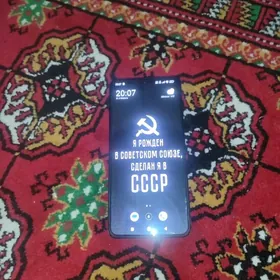 20:07
Я РОЖДЕН
В СОВЕТСКОМ СОЮЗЕ,
СДЕЛАН Я В
СССР